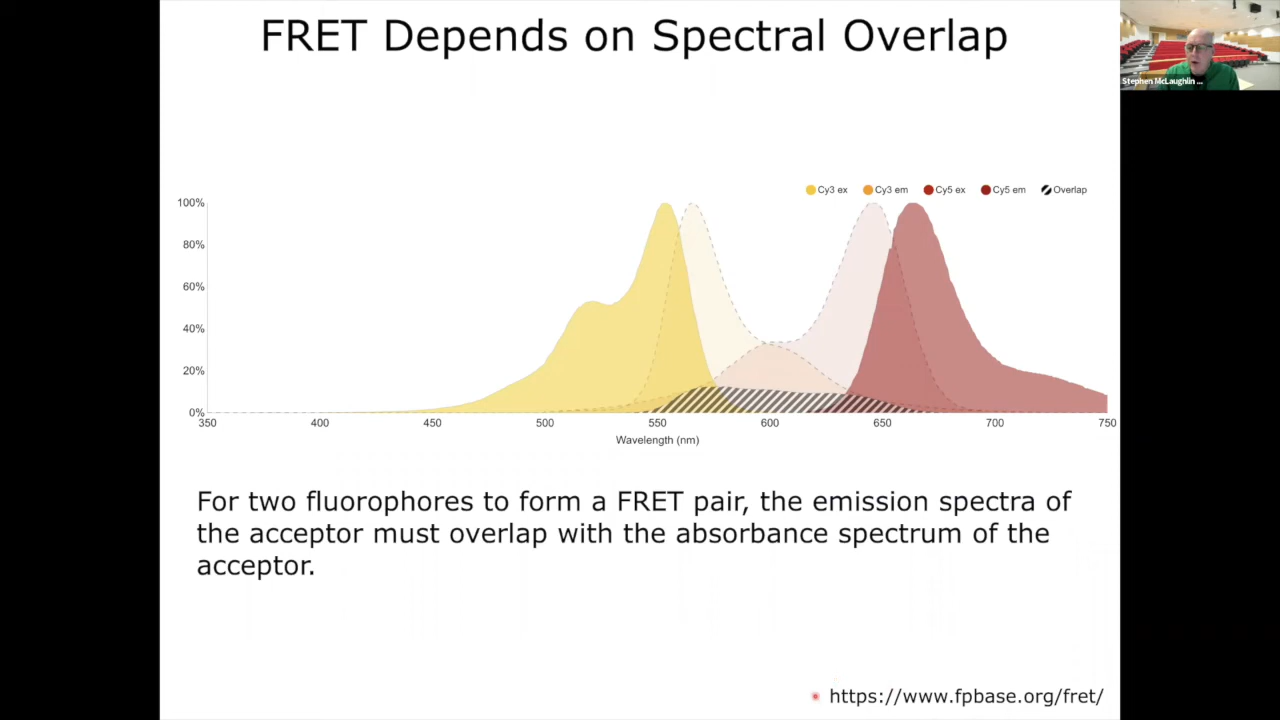 FRET Depends on Spectral Overlap
Stephen McLaughlin ...
Cy3 ex Cy3 em Cy5 ex Cy5 em Overlap
100%
80%
60%
40%
20%
0%
350 400 450 500 550 600 650 700 750
Wavelength (nm)
For two fluorophores to form a FRET pair, the emission spectra of
the acceptor must overlap with the absorbance spectrum of the
acceptor.
https://www.fpbase.org/fret/